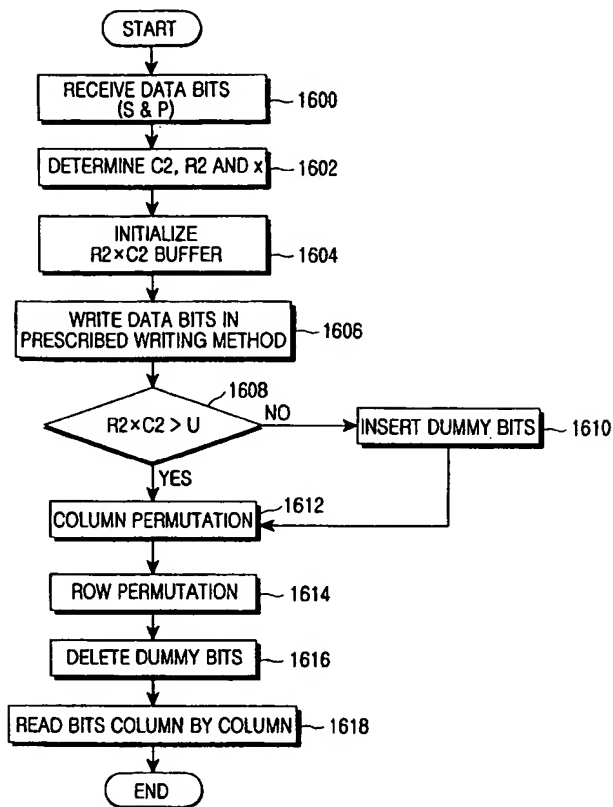 START
RECEIVE DATA BITS
(S & P)
1600
DETERMINE C2, R2 AND x
1602
INITIALIZE
R2×C2 BUFFER
1604
WRITE DATA BITS IN
PRESCRIBED WRITING METHOD
1606
1608
R2×C2 > U
NO
INSERT DUMMY BITS
1610
YES
COLUMN PERMUTATION
1612
ROW PERMUTATION
1614
DELETE DUMMY BITS
1616
READ BITS COLUMN BY COLUMN
1618
END